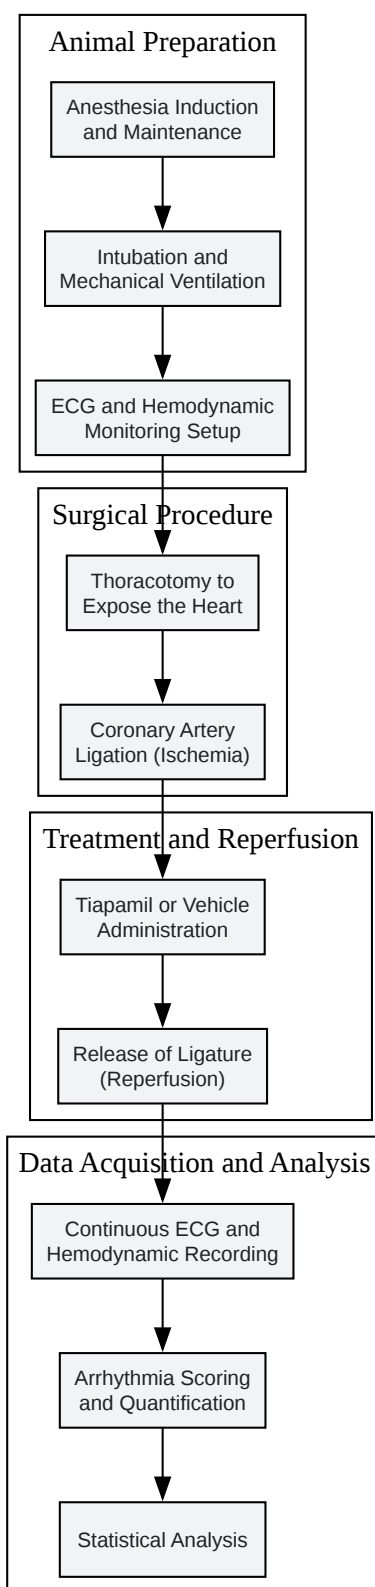 Animal Preparation
Anesthesia Induction
and Maintenance
Intubation and
Mechanical Ventilation
ECG and Hemodynamic
Monitoring Setup
Surgical Procedure
Thoracotomy to
Expose the Heart
Coronary Artery
Ligation (Ischemia)
Treatment and Reperfusion
Tiapamil or Vehicle
Administration
Release of Ligature
(Reperfusion)
Data Acquisition and Analysis
Continuous ECG and
Hemodynamic Recording
Arrhythmia Scoring
and Quantification
Statistical Analysis